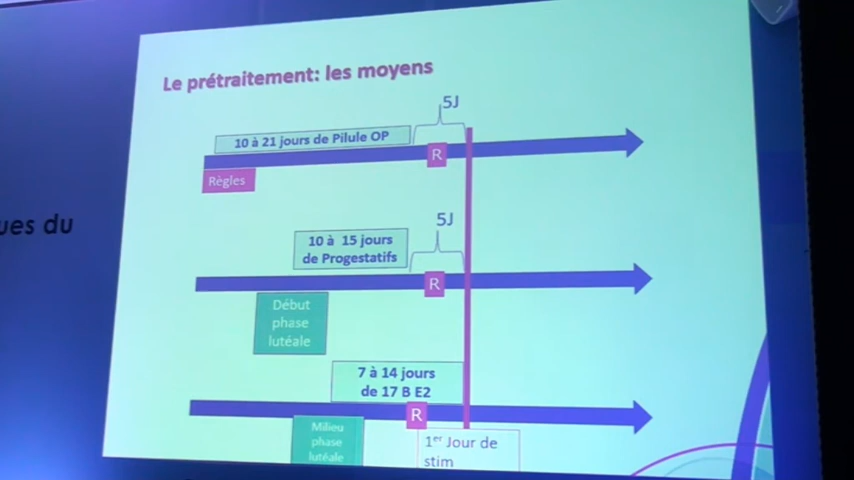 Le prétraitement: les moyens
5J
10 à 21 jours de Pilule OP
R
Règles
ues du
5J
10 à 15 jours
de Progestatifs
R
Début
phase
lutéale
7 à 14 jours
de 17 B E2
R
Milieu
phase
lutéale
1er Jour de
stim